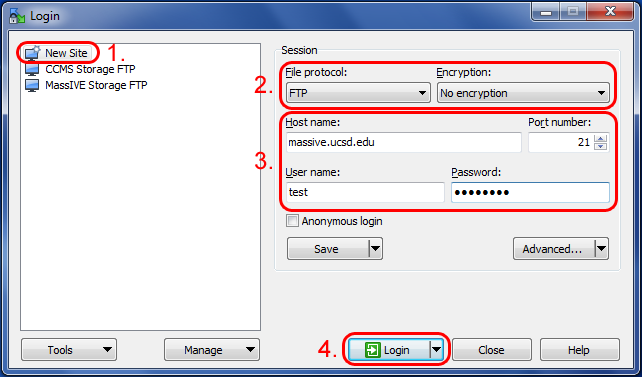 Login
New Site 1.
CCMS Storage FTP
MassIVE Storage FTP
Session
File protocol: Encryption:
2. FTP No encryption
Host name: Port number:
massive.ucsd.edu 21
3.
User name: Password:
test ●●●●●●●●
Anonymous login
Save Advanced...
Tools Manage 4. Login Close Help